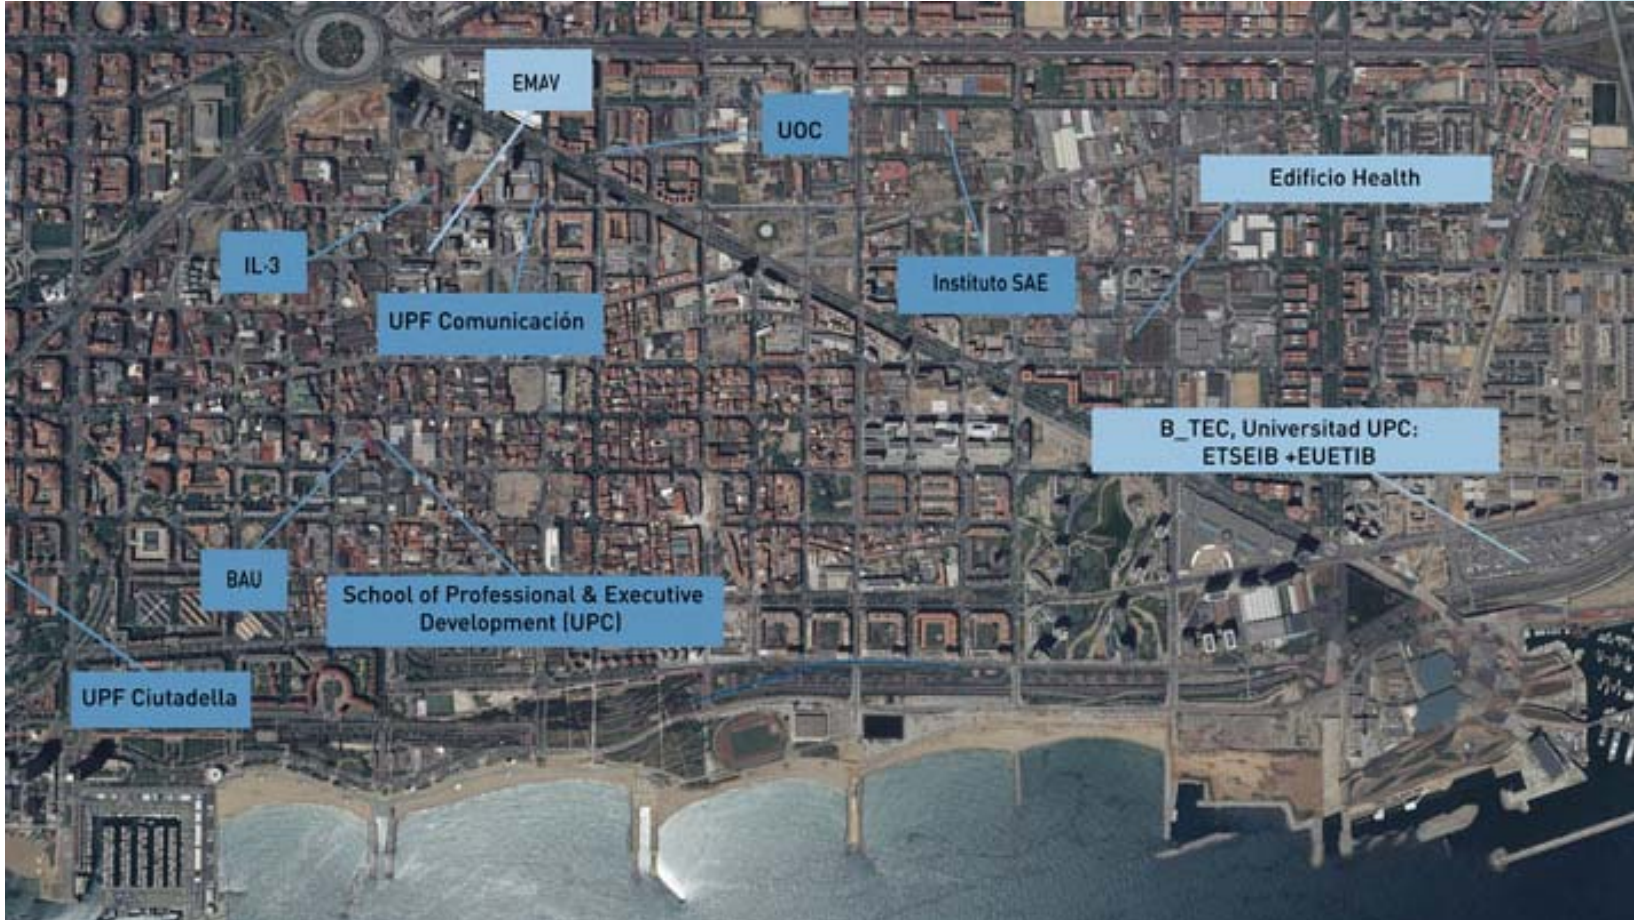 EMAV
UOC
Edificio Health
IL-3
Instituto SAE
UPF Comunicación
B_TEC, Universitad UPC:
ETSEIB +EUETIB
BAU
School of Professional & Executive
Development (UPC)
UPF Ciutadella